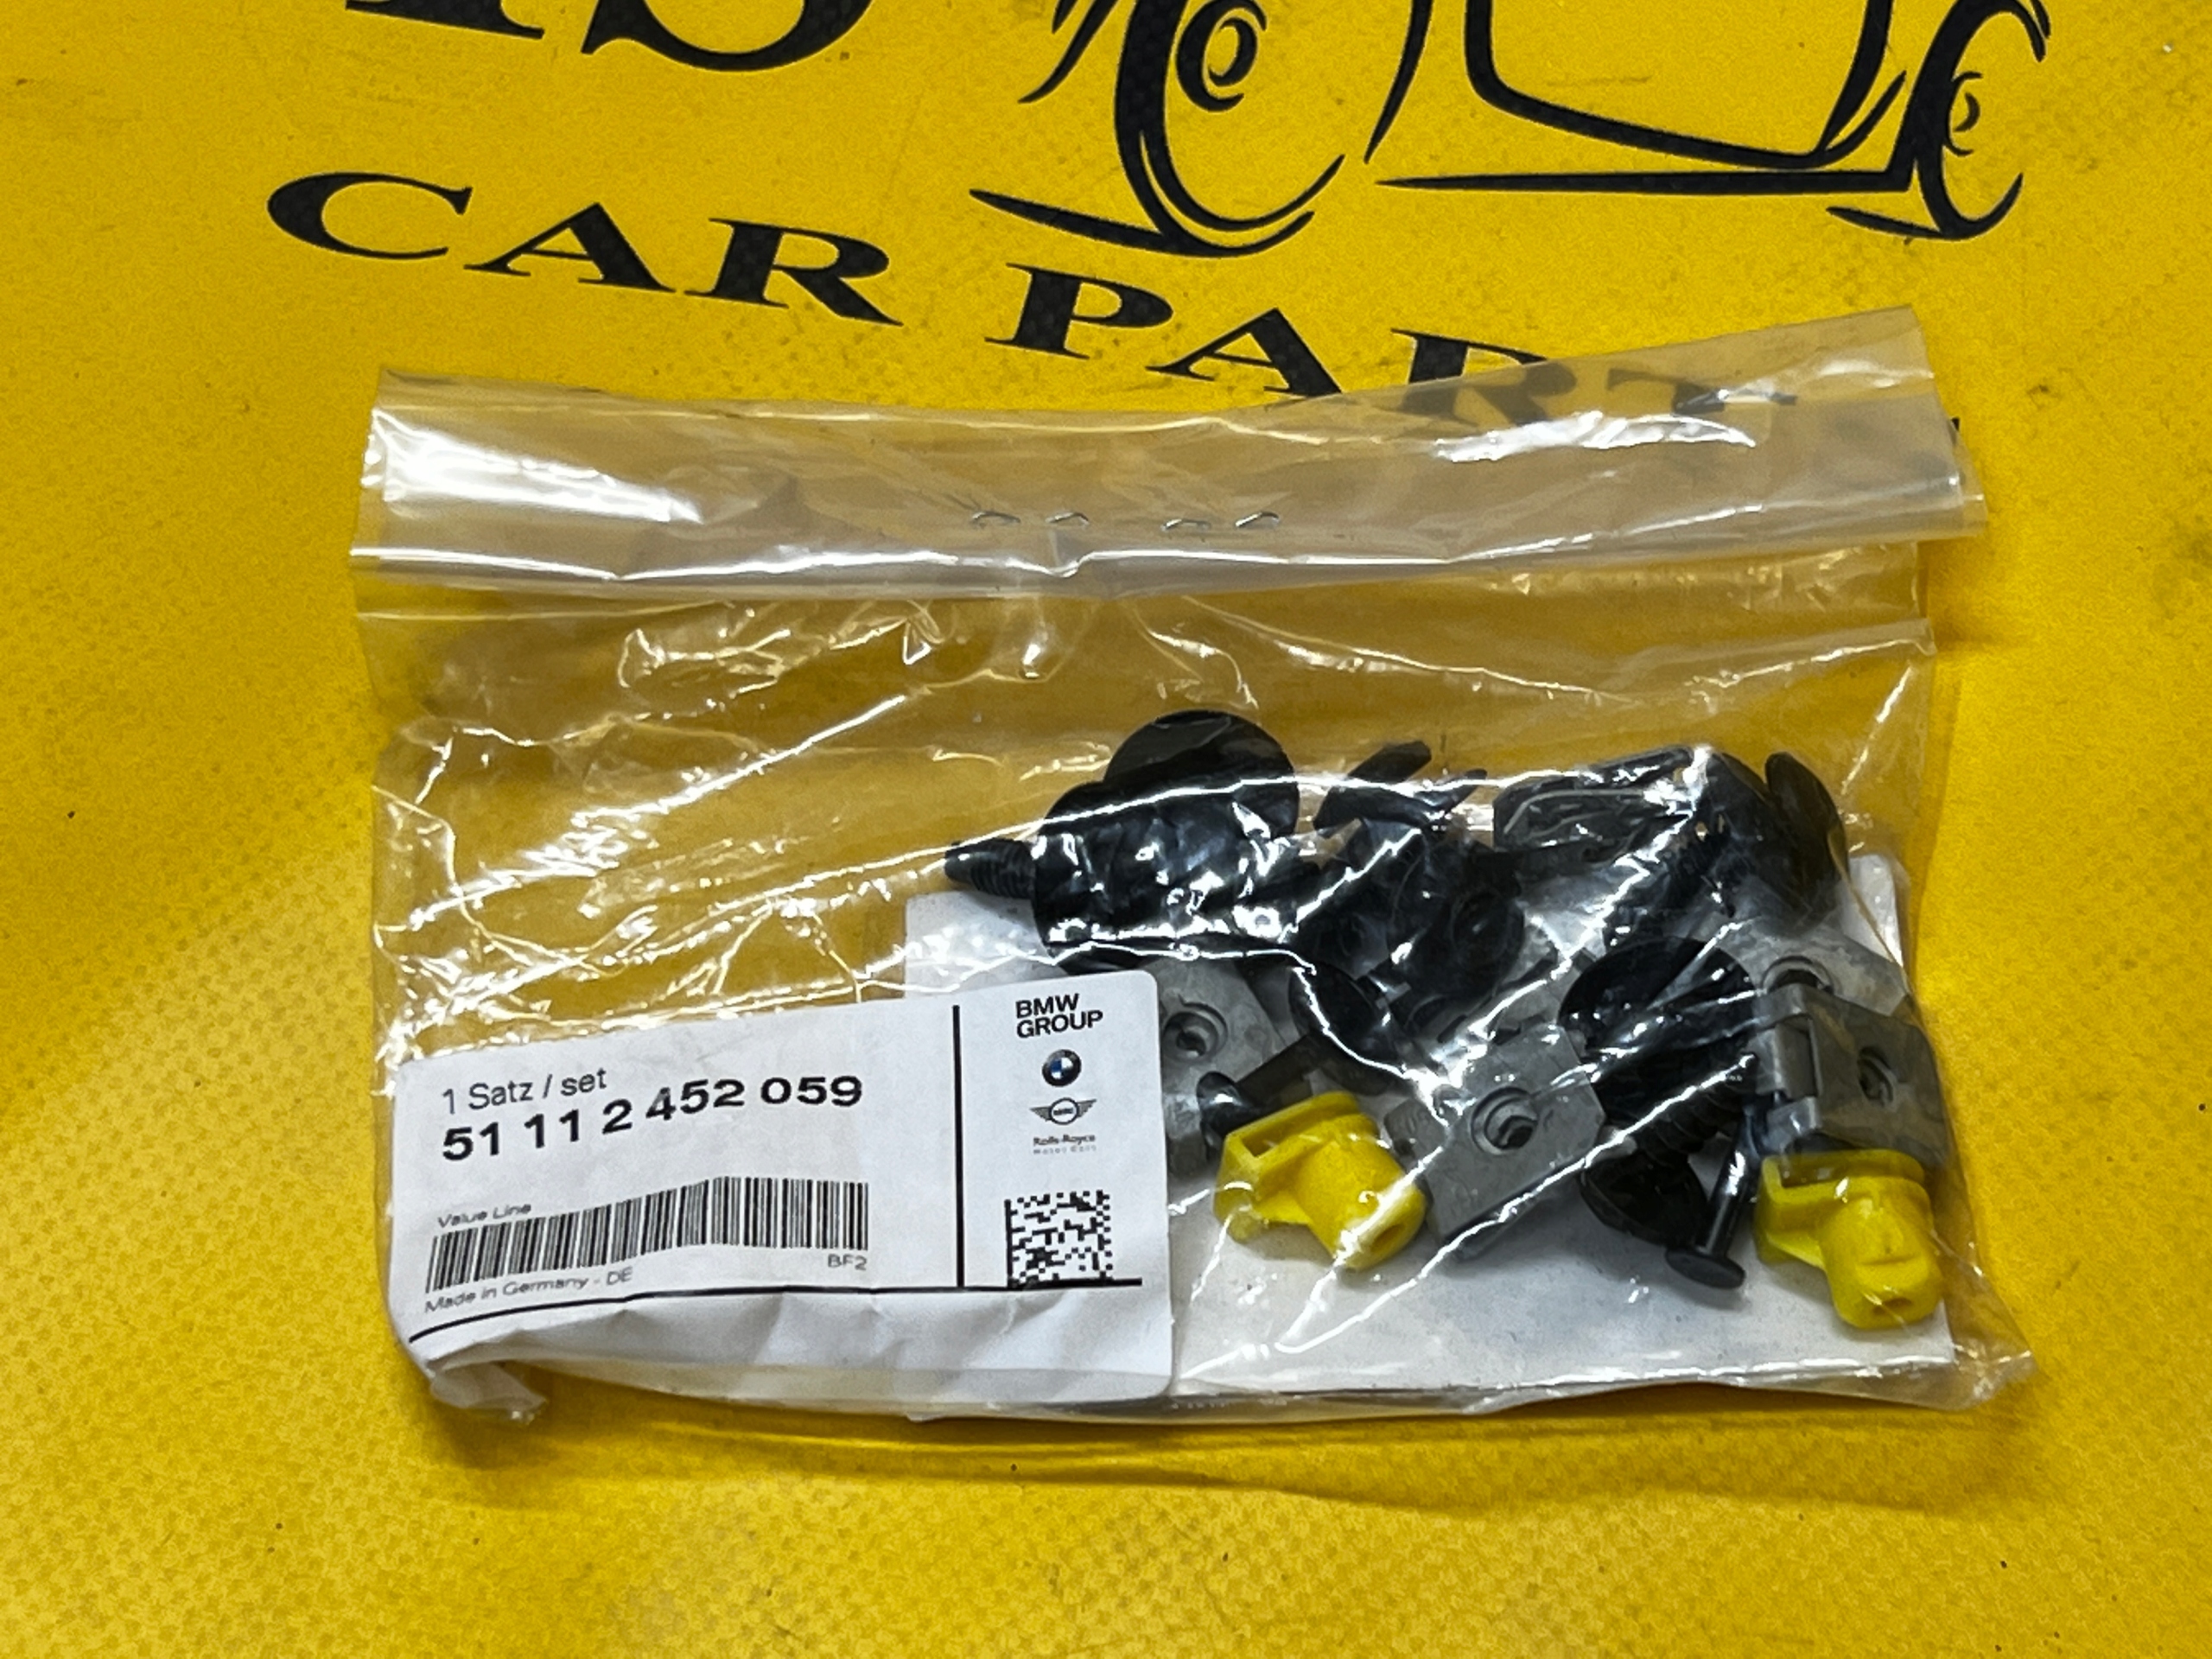 CAR PART
1 Satz / set
51 11 2 452 059
Value Line
BF2
Made in Germany - DE
BMW
GROUP
Rolls-Royce
Motor Cars